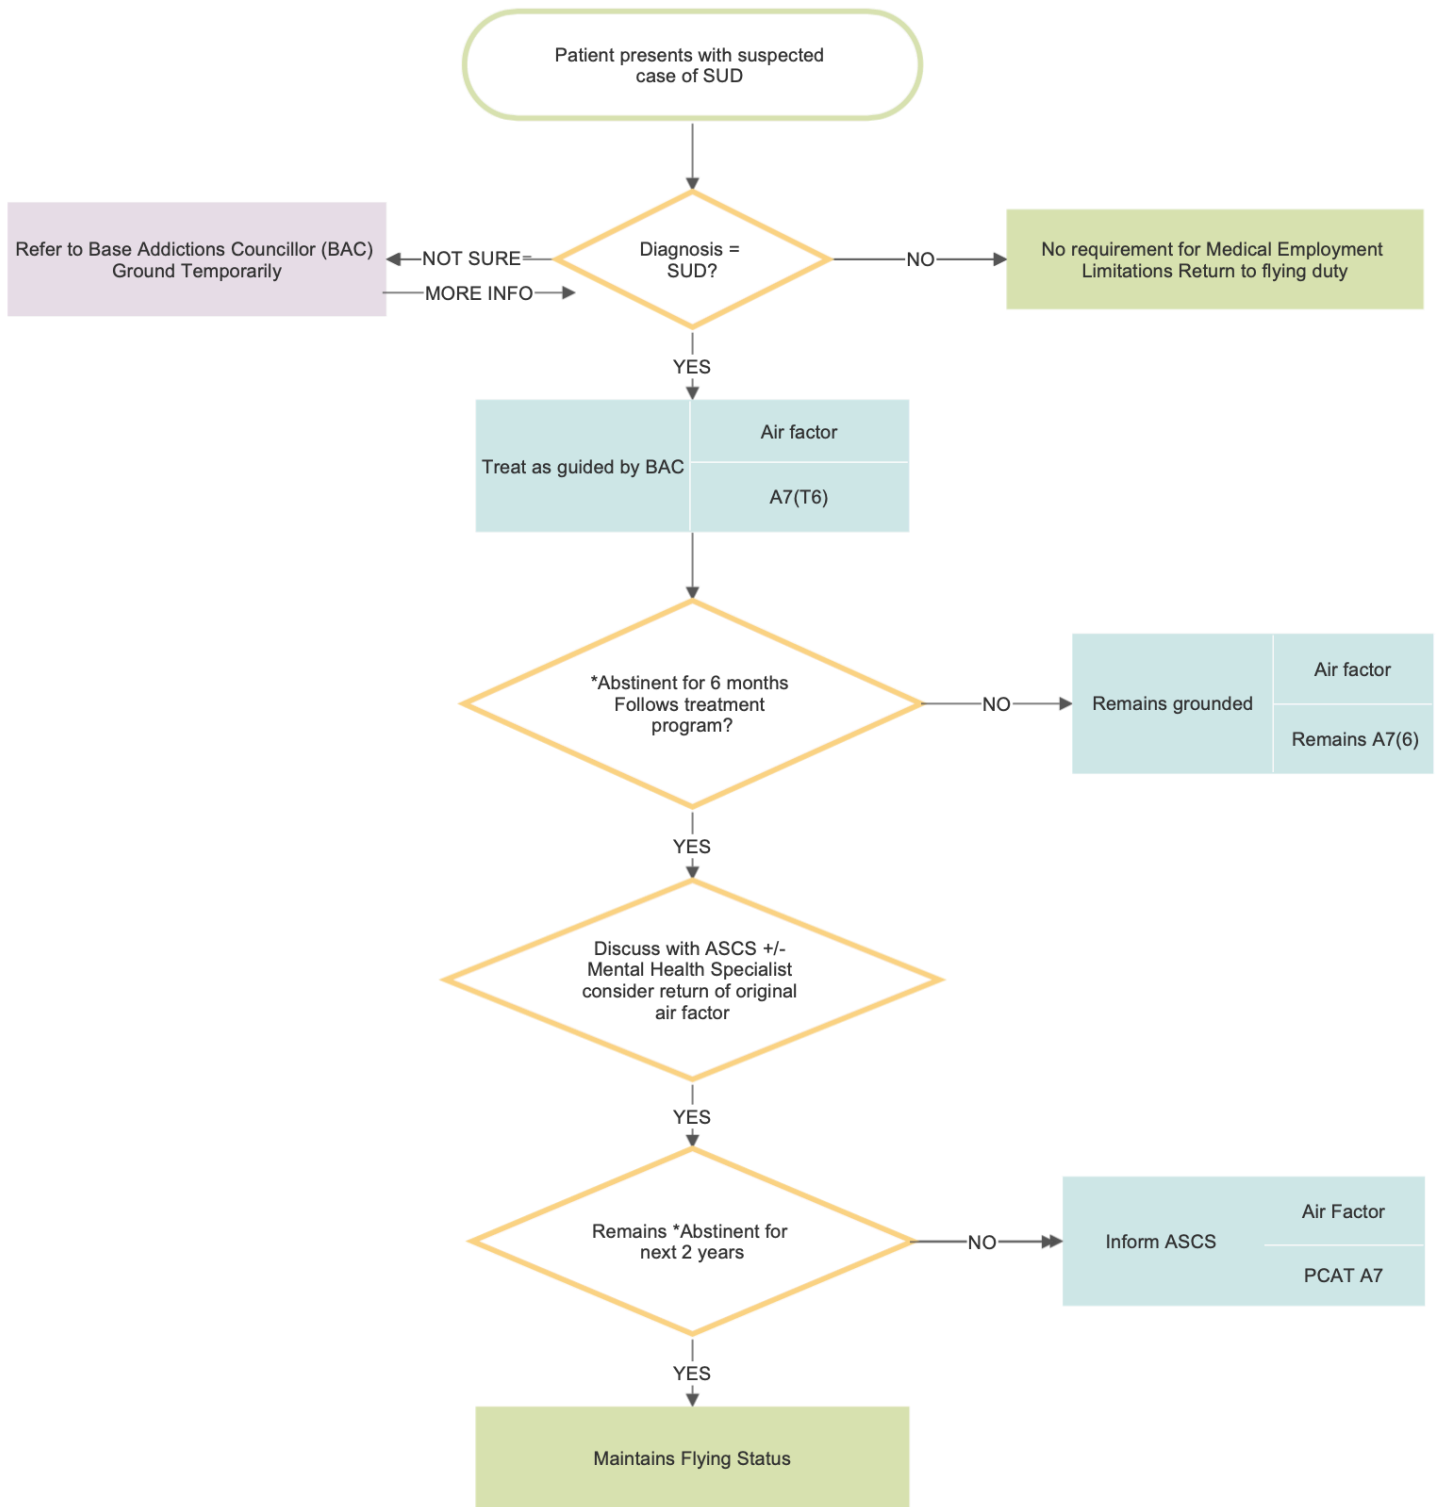 Patient presents with suspected
case of SUD
Diagnosis =
SUD?
NOT SURE
MORE INFO
Refer to Base Addictions Councillor (BAC)
Ground Temporarily
NO
No requirement for Medical Employment
Limitations Return to flying duty
YES
Treat as guided by BAC
Air factor
A7(T6)
*Abstinent for 6 months
Follows treatment
program?
NO
Remains grounded
Air factor
Remains A7(6)
YES
Discuss with ASCS +/-
Mental Health Specialist
consider return of original
air factor
YES
Remains *Abstinent for
next 2 years
NO
Inform ASCS
Air Factor
PCAT A7
YES
Maintains Flying Status